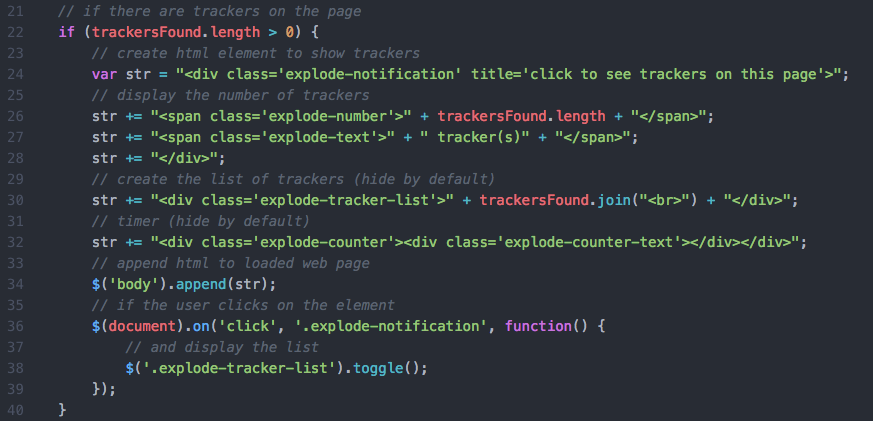 21 // if there are trackers on the page
22 if (trackersFound.length > 0) {
23 // create html element to show trackers
24 var str = "<div class='explode-notification' title='click to see trackers on this page'>";
25 // display the number of trackers
26 str += "<span class='explode-number'>" + trackersFound.length + "</span>";
27 str += "<span class='explode-text'>" + " tracker(s)" + "</span>";
28 str += "</div>";
29 // create the list of trackers (hide by default)
30 str += "<div class='explode-tracker-list'>" + trackersFound.join("<br>") + "</div>";
31 // timer (hide by default)
32 str += "<div class='explode-counter'><div class='explode-counter-text'></div></div>";
33 // append html to loaded web page
34 $('body').append(str);
35 // if the user clicks on the element
36 $(document).on('click', '.explode-notification', function() {
37 // and display the list
38 $('.explode-tracker-list').toggle();
39 });
40 }